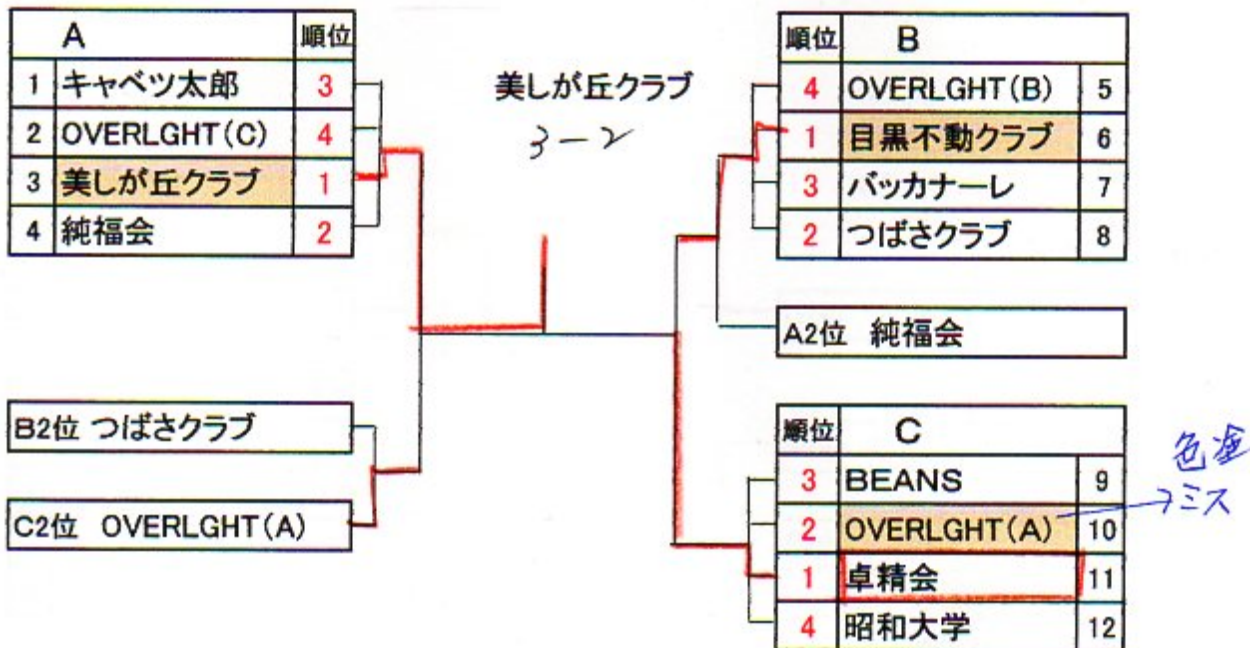 A 順位
1 キャベツ太郎 3
2 OVERLGHT(C) 4
3 美しが丘クラブ 1
4 純福会 2
美しが丘クラブ
3-2
順位 B
4 OVERLGHT(B) 5
1 目黒不動クラブ 6
3 バッカナーレ 7
2 つばさクラブ 8
A2位 純福会
B2位 つばさクラブ
C2位 OVERLGHT(A)
順位 C
3 BEANS 9
2 OVERLGHT(A) 10
1 卓精会 11
4 昭和大学 12
色塗
ミス